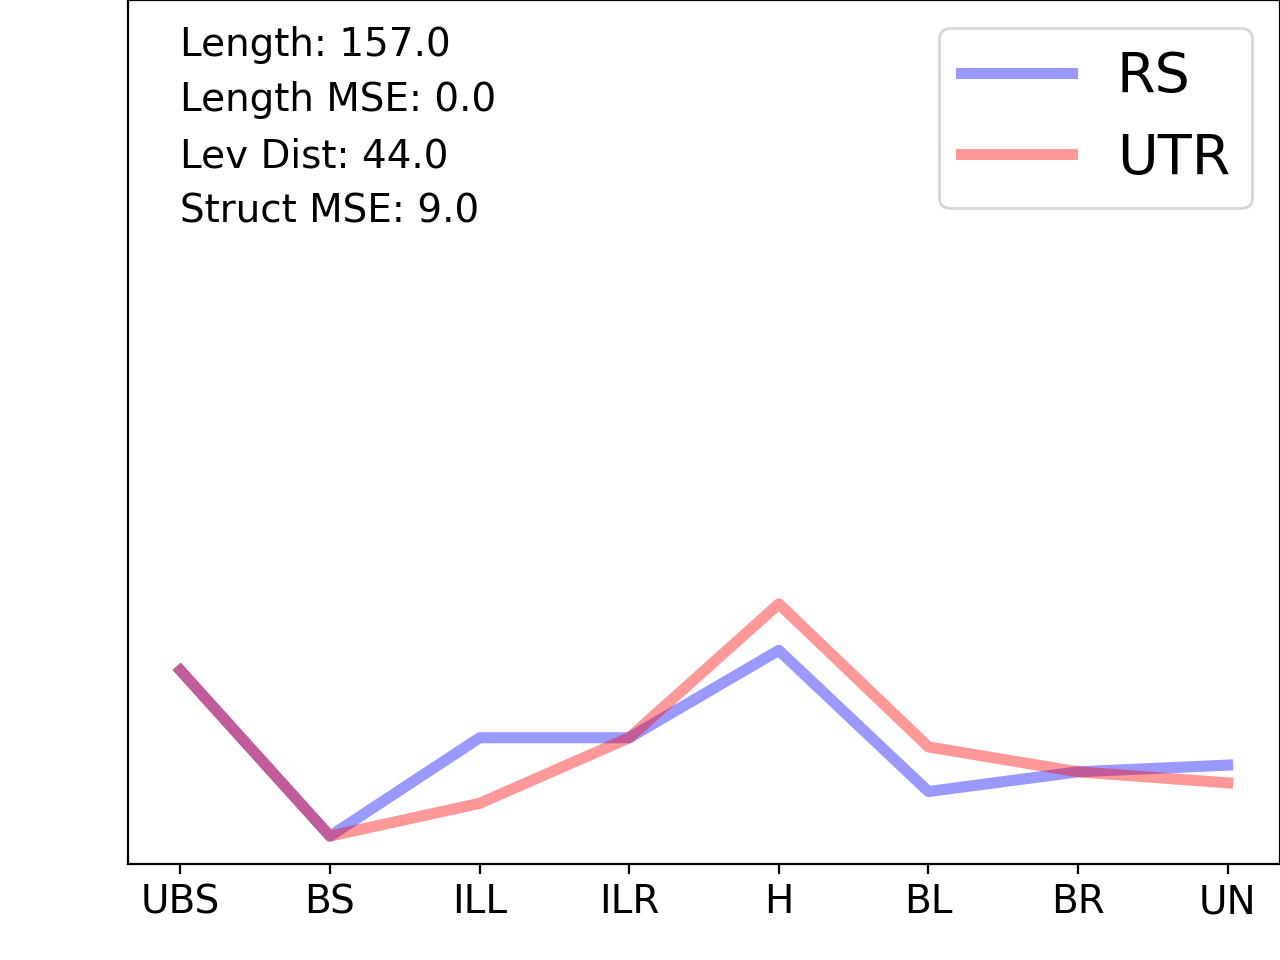 Length: 157.0
Length MSE: 0.0
Lev Dist: 44.0
Struct MSE: 9.0
RS
UTR
UBS BS ILL ILR H BL BR UN